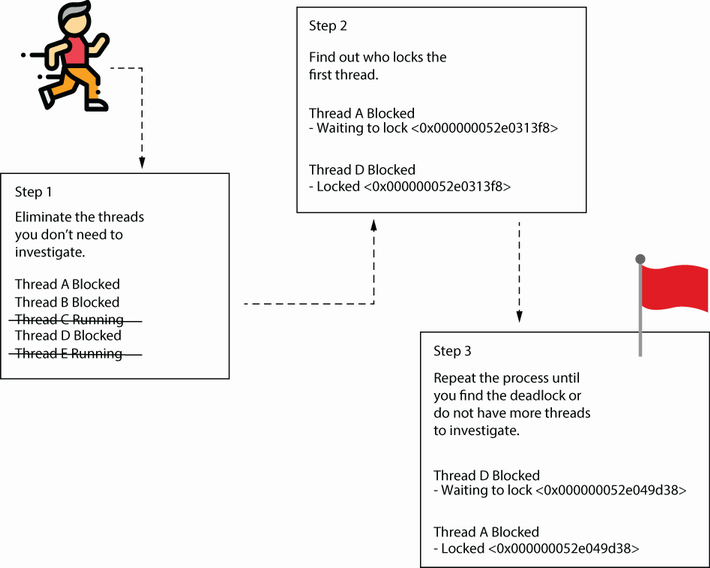 Step 1
Eliminate the threads
you don’t need to
investigate.
Thread A Blocked
Thread B Blocked
Thread C Running
Thread D Blocked
Thread E Running
Step 2
Find out who locks the
first thread.
Thread A Blocked
- Waiting to lock <0x000000052e0313f8>
Thread D Blocked
- Locked <0x000000052e0313f8>
Step 3
Repeat the process until
you find the deadlock or
do not have more threads
to investigate.
Thread D Blocked
- Waiting to lock <0x000000052e049d38>
Thread A Blocked
- Locked <0x000000052e049d38>